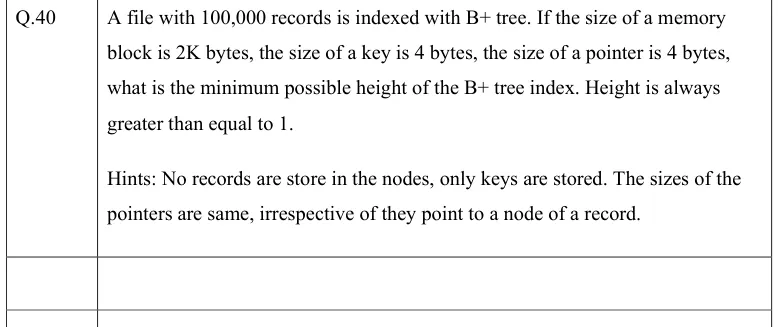 Q.40
A file with 100,000 records is indexed with B+ tree. If the size of a memory
block is 2K bytes, the size of a key is 4 bytes, the size of a pointer is 4 bytes,
what is the minimum possible height of the B+ tree index. Height is always
greater than equal to 1.
Hints: No records are store in the nodes, only keys are stored. The sizes of the
pointers are same, irrespective of they point to a node of a record.